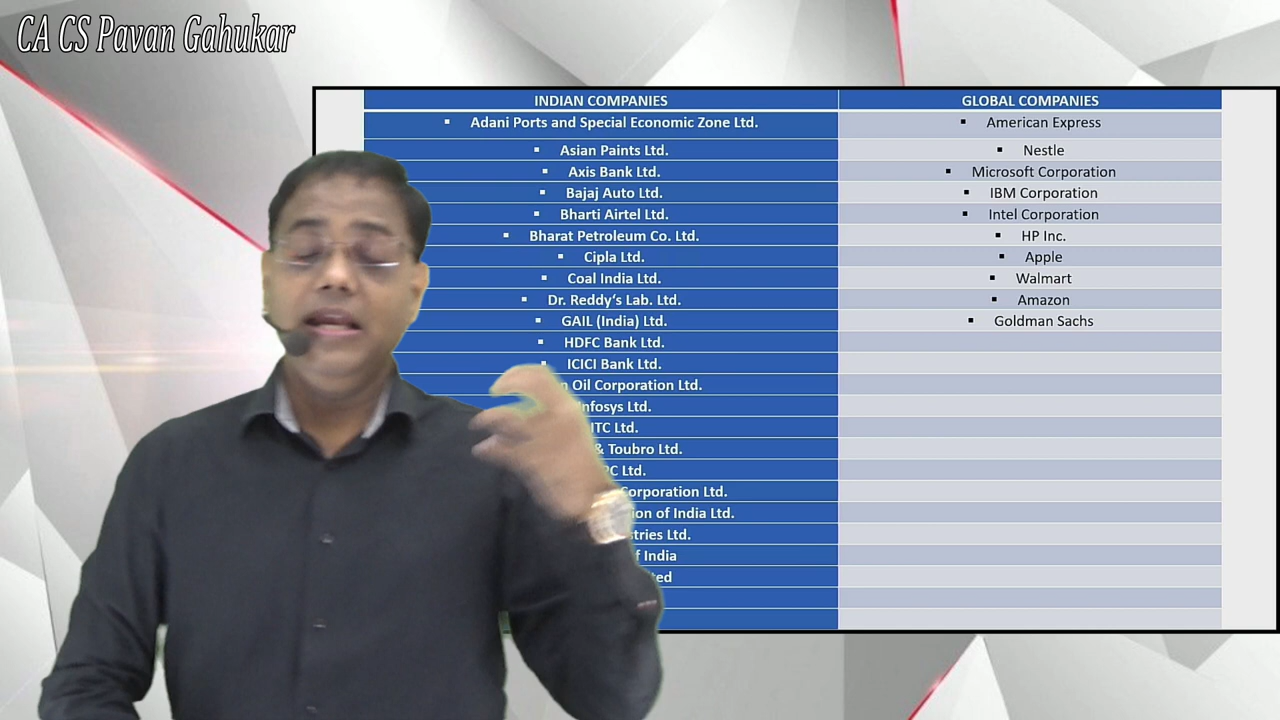 CA CS Pavan Gahukar
INDIAN COMPANIES GLOBAL COMPANIES
▪ Adani Ports and Special Economic Zone Ltd. ▪ American Express
▪ Asian Paints Ltd. ▪ Nestle
▪ Axis Bank Ltd. ▪ Microsoft Corporation
▪ Bajaj Auto Ltd. ▪ IBM Corporation
▪ Bharti Airtel Ltd. ▪ Intel Corporation
▪ Bharat Petroleum Co. Ltd. ▪ HP Inc.
▪ Cipla Ltd. ▪ Apple
▪ Coal India Ltd. ▪ Walmart
▪ Dr. Reddy's Lab. Ltd. ▪ Amazon
▪ GAIL (India) Ltd. ▪ Goldman Sachs
▪ HDFC Bank Ltd.
▪ ICICI Bank Ltd.
Oil Corporation Ltd.
Infosys Ltd.
ITC Ltd.
& Toubro Ltd.
Ltd.
Corporation Ltd.
of India Ltd.
Ltd.
India